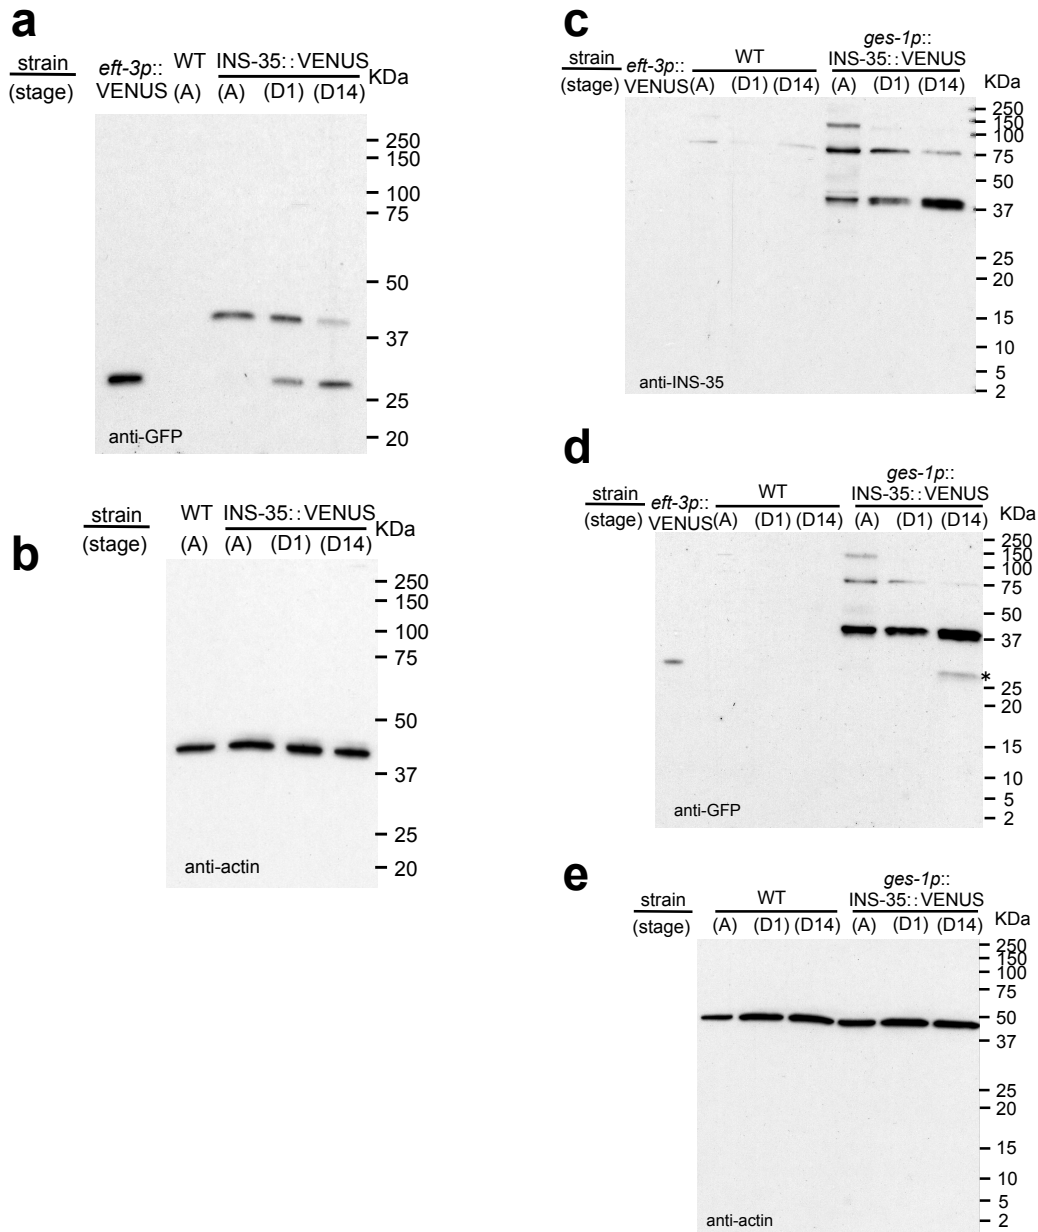 a
strain
(stage)
eft-3p::
VENUS
WT
(A)
INS-35::VENUS
(A) (D1) (D14)
KDa
250
150
100
75
50
37
25
20
anti-GFP
b
strain
(stage)
WT
(A)
INS-35::VENUS
(A) (D1) (D14)
KDa
250
150
100
75
50
37
25
20
anti-actin
c
strain
(stage)
eft-3p::
VENUS
WT
(A) (D1) (D14)
ges-1p::
INS-35::VENUS
(A) (D1) (D14)
KDa
250
150
100
75
50
37
25
20
15
10
5
2
anti-INS-35
d
strain
(stage)
eft-3p::
VENUS
WT
(A) (D1) (D14)
ges-1p::
INS-35::VENUS
(A) (D1) (D14)
KDa
250
150
100
75
50
37
*
25
20
15
10
5
2
anti-GFP
e
strain
(stage)
WT
(A) (D1) (D14)
ges-1p::
INS-35::VENUS
(A) (D1) (D14)
KDa
250
150
100
75
50
37
25
20
15
10
5
2
anti-actin